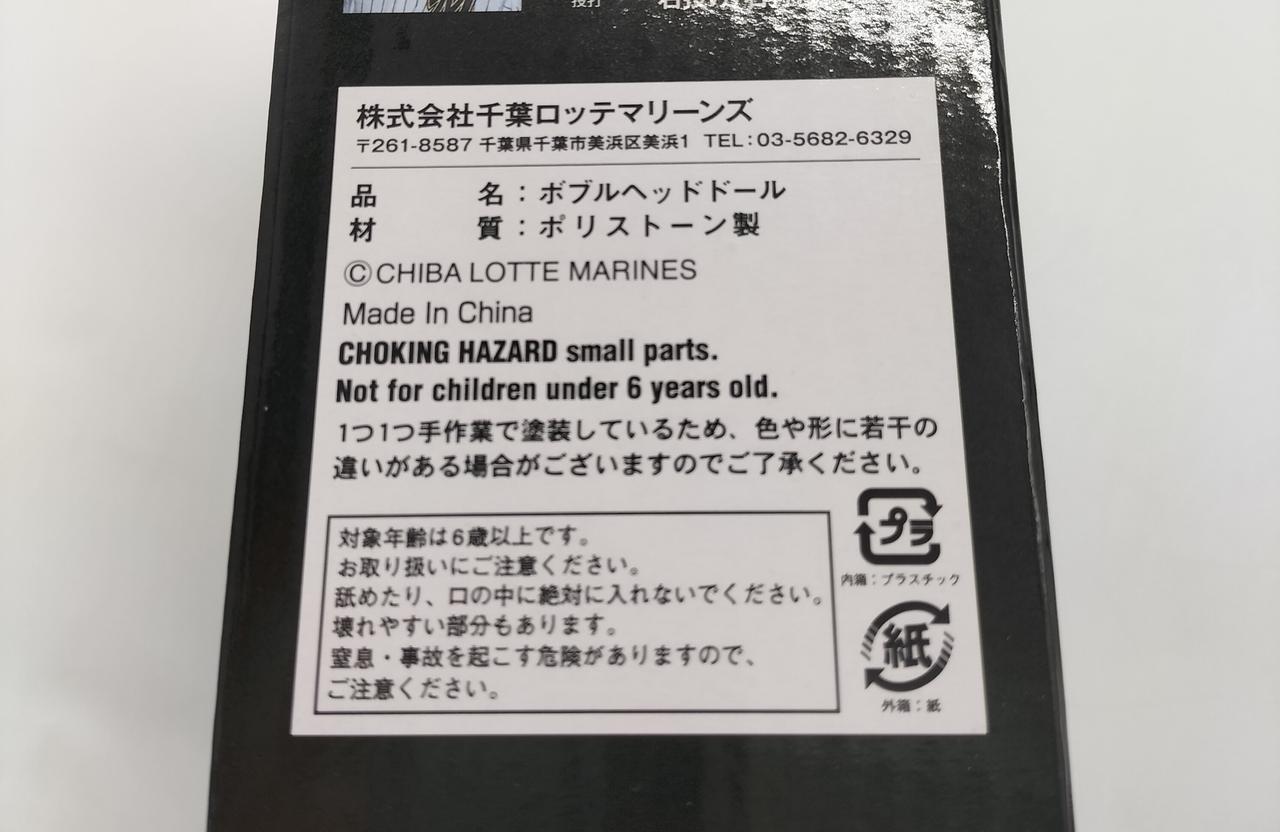 投打
株式会社千葉ロッテマリーンズ
〒261-8587 千葉県千葉市美浜区美浜1 TEL:03-5682-6329
品 名：ボブルヘッドドール
材 質：ポリストーン製
©CHIBA LOTTE MARINES
Made In China
CHOKING HAZARD small parts.
Not for children under 6 years old.
1つ1つ手作業で塗装しているため、色や形に若干の
違いがある場合がございますのでご了承ください。
対象年齢は6歳以上です。
お取り扱いにご注意ください。
舐めたり、口の中に絶対に入れないでください。
壊れやすい部分もあります。
窒息・事故を起こす危険がありますので、
ご注意ください。
プラ
内箱：プラスチック
紙
外箱：紙